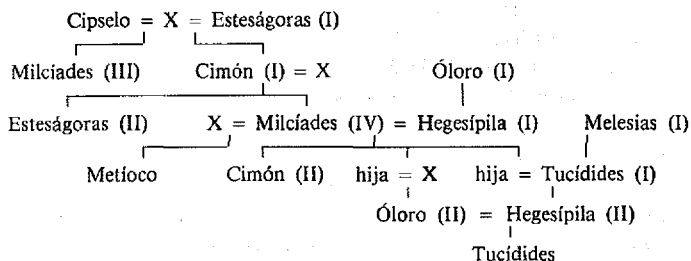 Cipselo = X = Esteságoras (I)
Milcíades (III) Cimón (I) = X Óloro (I)
Esteságoras (II) X = Milcíades (IV) = Hegesípila (I) Melesias (I)
Metíoco Cimón (II) hija = X hija = Tucídides (I)
Óloro (II) = Hegesípila (II)
Tucídides